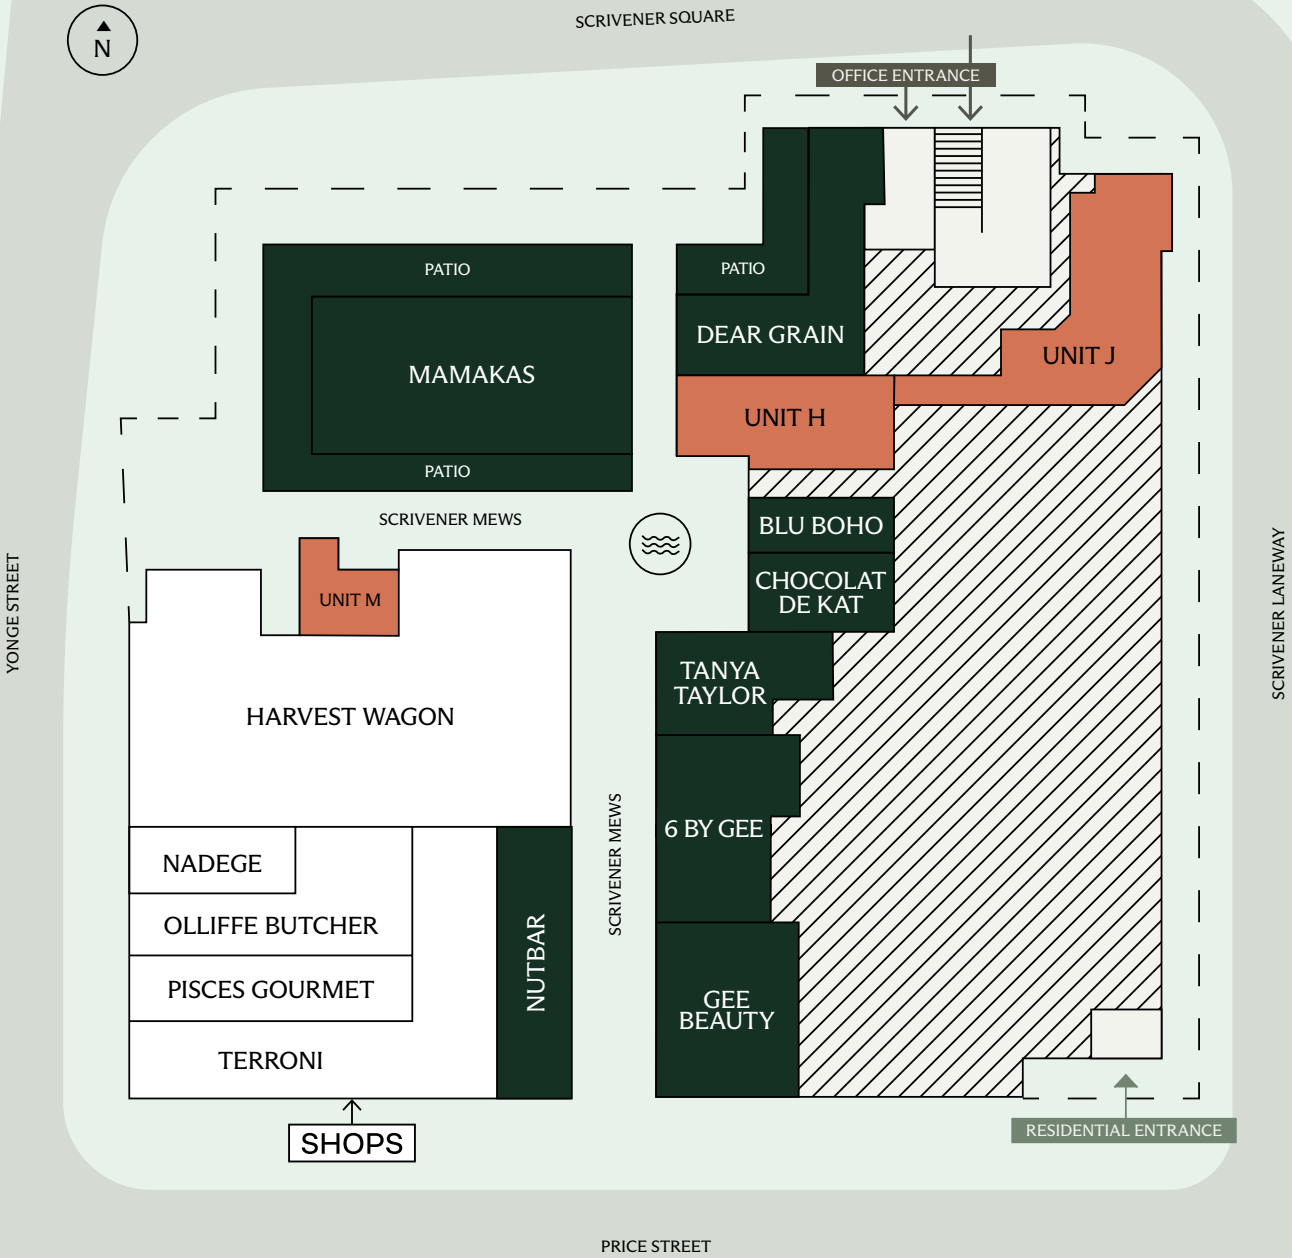 SCRIVENER SQUARE
N
OFFICE ENTRANCE
PATIO
PATIO
DEAR GRAIN
MAMAKAS
UNIT J
UNIT H
PATIO
SCRIVENER MEWS
BLU BOHO
CHOCOLAT
DE KAT
UNIT M
YONGE STREET
SCRIVENER LANEWAY
TANYA
TAYLOR
HARVEST WAGON
6 BY GEE
SCRIVENER MEWS
NADEGE
OLLIFFE BUTCHER
NUTBAR
PISCES GOURMET
GEE
BEAUTY
TERRONI
SHOPS
RESIDENTIAL ENTRANCE
PRICE STREET